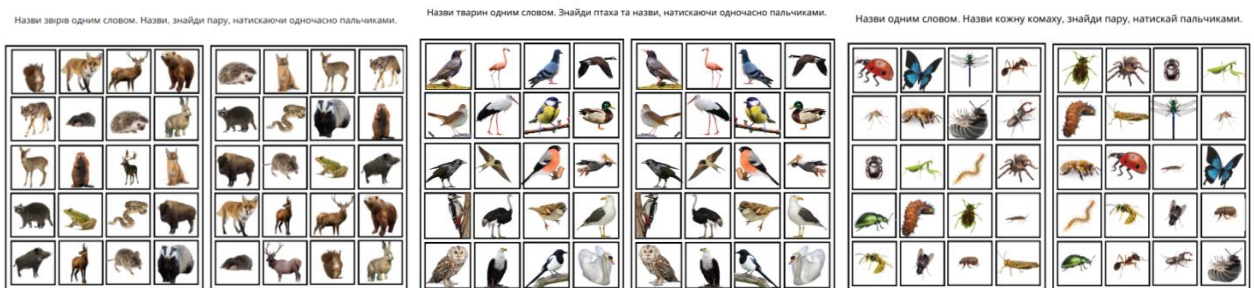 Назви звірів одним словом. Назви, знайди пару, натискаючи одночасно пальчиками.
Назви тварин одним словом. Знайди птаха та назви, натискаючи одночасно пальчиками.
Назви одним словом. Назви кожну комаху, знайди пару, натискай пальчиками.